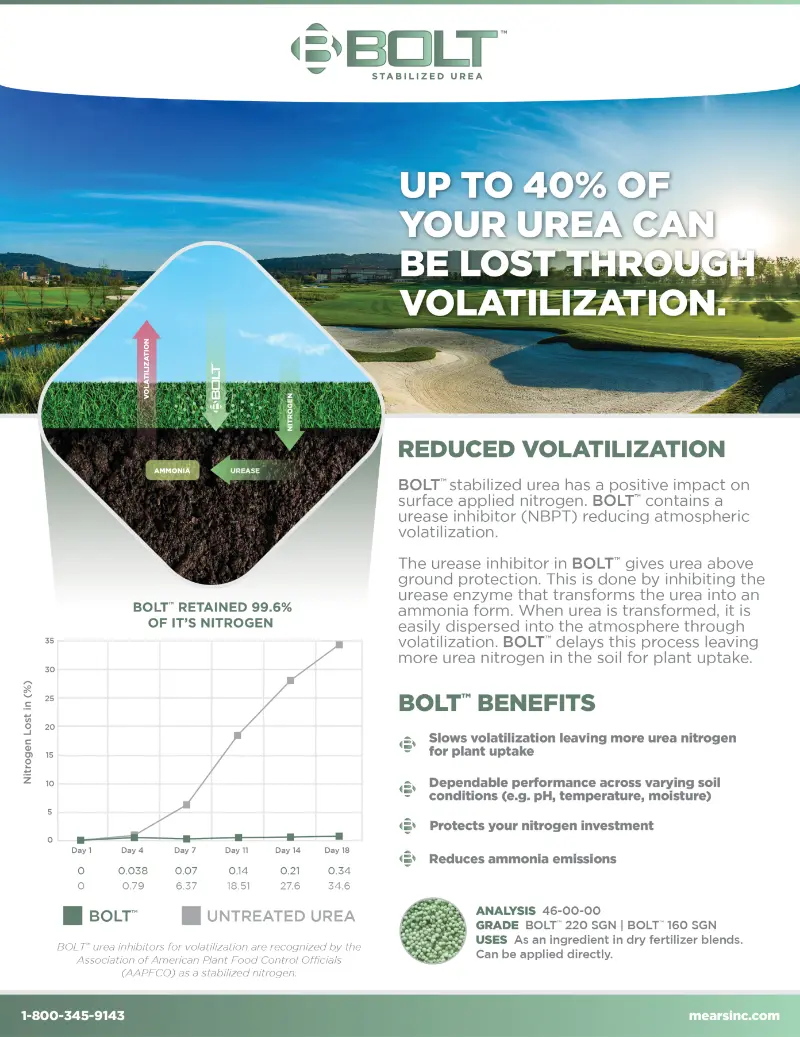 BOLT™
STABILIZED UREA
UP TO 40% OF
YOUR UREA CAN
BE LOST THROUGH
VOLATILIZATION.
VOLATILIZATION
BOLT
NITROGEN
AMMONIA
UREASE
BOLT™ RETAINED 99.6%
OF IT'S NITROGEN
Nitrogen Lost in (%)
35
30
25
20
15
10
5
0
Day 1 Day 4 Day 7 Day 11 Day 14 Day 18
0 0.038 0.07 0.14 0.21 0.34
0 0.79 6.37 18.51 27.6 34.6
BOLT™ UNTREATED UREA
BOLT™ urea inhibitors for volatilization are recognized by the
Association of American Plant Food Control Officials
(AAPFCO) as a stabilized nitrogen.
REDUCED VOLATILIZATION
BOLT™ stabilized urea has a positive impact on
surface applied nitrogen. BOLT™ contains a
urease inhibitor (NBPT) reducing atmospheric
volatilization.
The urease inhibitor in BOLT™ gives urea above
ground protection. This is done by inhibiting the
urease enzyme that transforms the urea into an
ammonia form. When urea is transformed, it is
easily dispersed into the atmosphere through
volatilization. BOLT™ delays this process leaving
more urea nitrogen in the soil for plant uptake.
BOLT™ BENEFITS
Slows volatilization leaving more urea nitrogen
for plant uptake
Dependable performance across varying soil
conditions (e.g. pH, temperature, moisture)
Protects your nitrogen investment
Reduces ammonia emissions
ANALYSIS 46-00-00
GRADE BOLT™ 220 SGN | BOLT™ 160 SGN
USES As an ingredient in dry fertilizer blends.
Can be applied directly.
1-800-345-9143
mearsinc.com